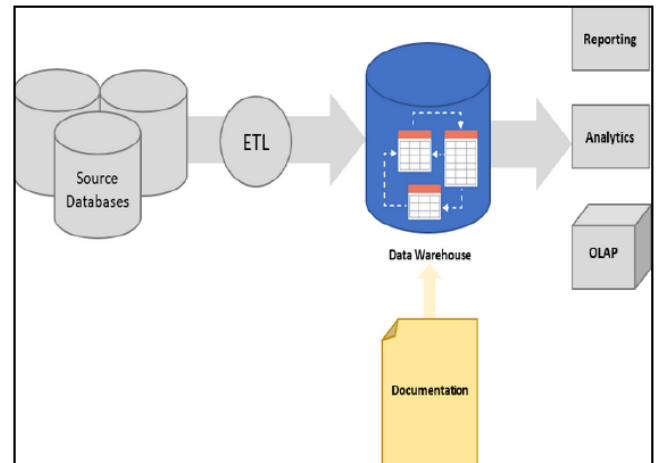 Reporting
ETL
Analytics
Source
Databases
Data Warehouse
OLAP
Documentation